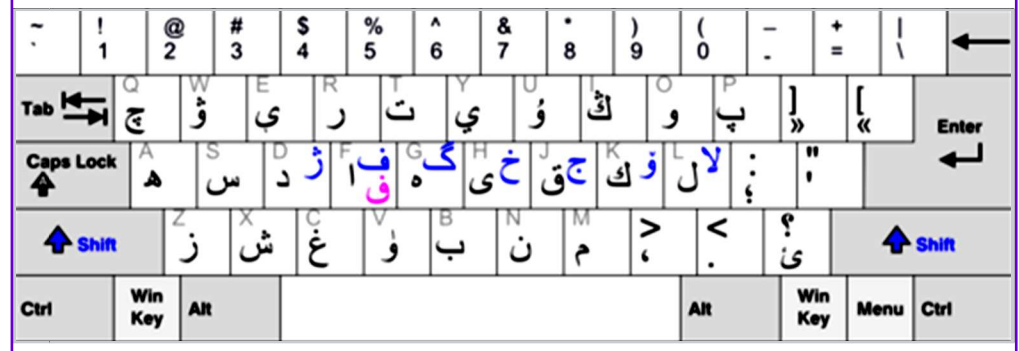 ~ ! @ # $ % ^ & * ) ( _ + |
` 1 2 3 4 5 6 7 8 9 0 - = \
Tab Q چ W ۋ E ې R ر T ت Y ي U ۇ I ڭ O و P پ ] » [ « Enter
Caps Lock A ھ S س D د ژ F ا ف ق G ە گ H ى خ J ق ج K ك ۆ L ل لا : ؛ " '
Shift Z ز X ش C غ V ۈ B ب N ن M م > ، < . ؟ ئ Shift
Ctrl Win Key Alt Alt Win Key Menu Ctrl